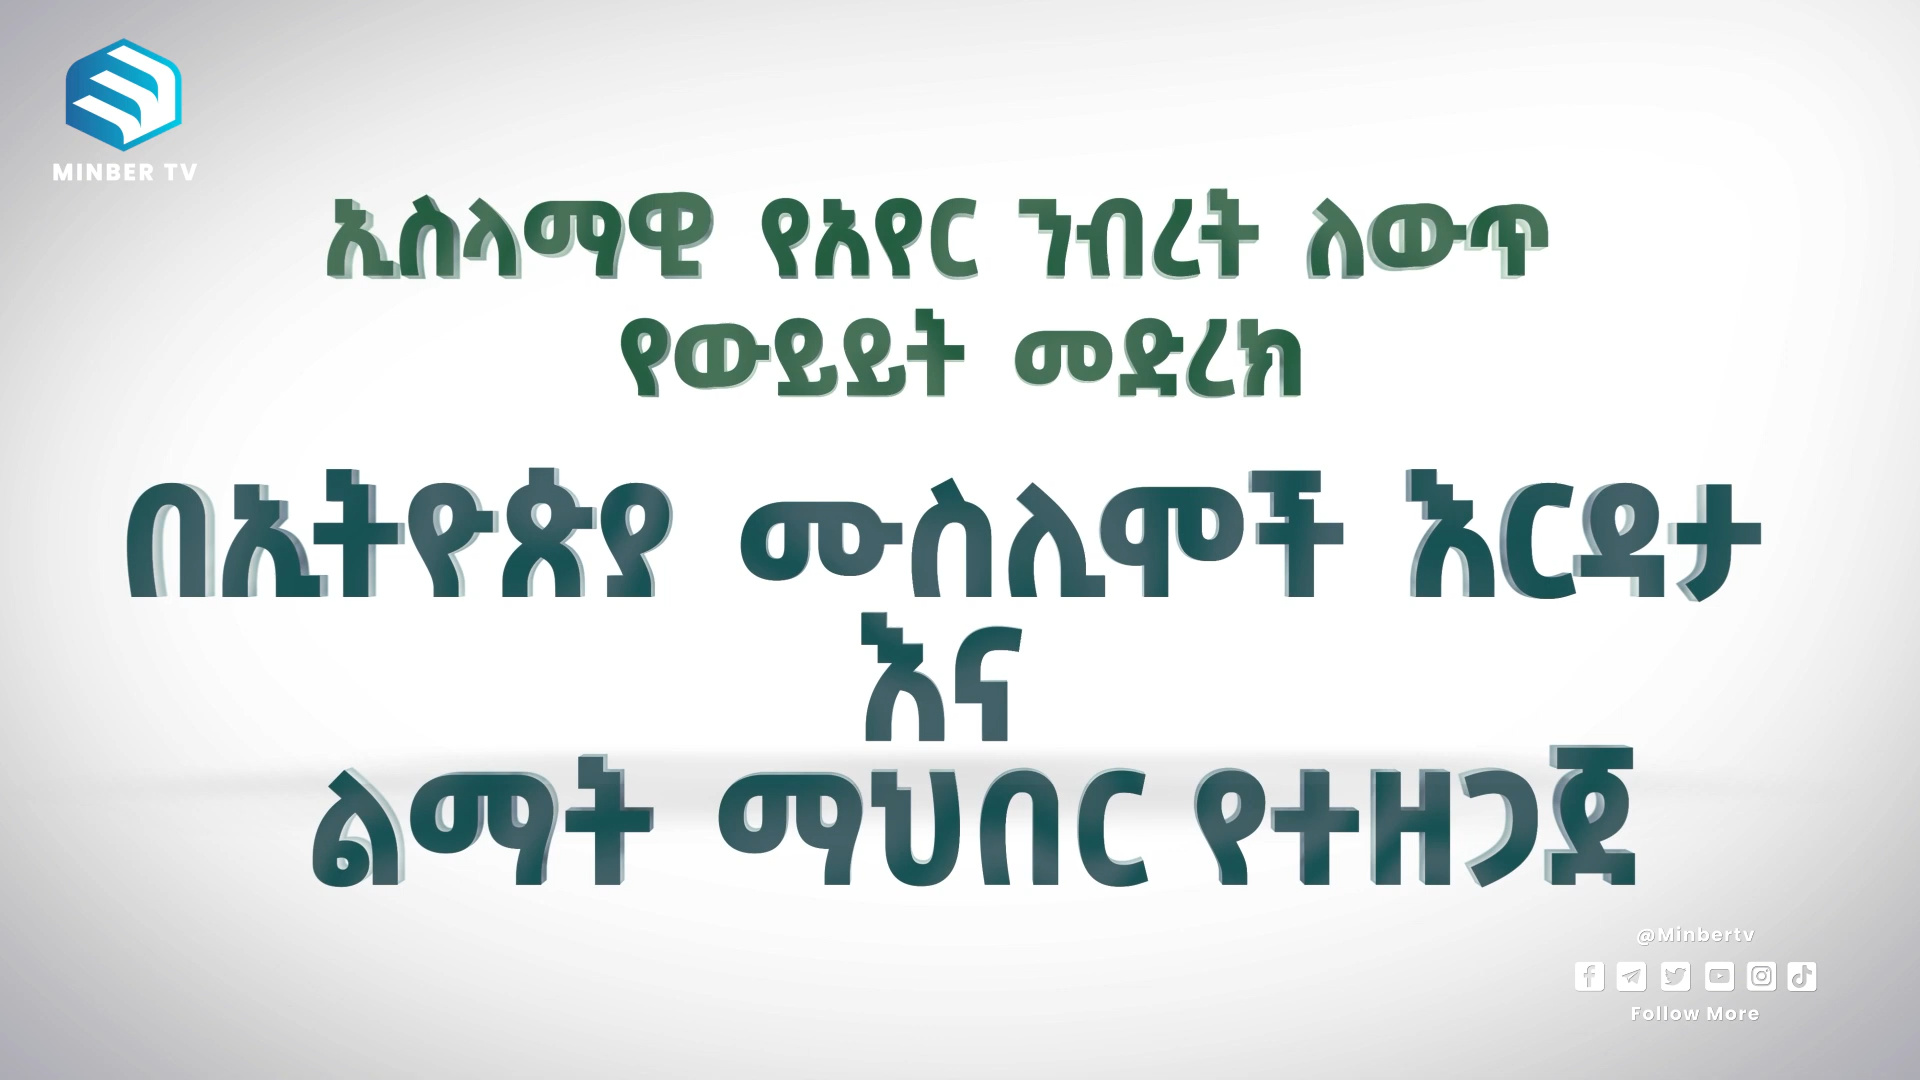 MINBER TV
ኢስላማዊ የአየር ንብረት ለውጥ
የውይይት መድረክ
በኢትዮጵያ ሙስሊሞች እርዳታ
እና
ልማት ማህበር የተዘጋጀ
@Minbertv
Follow More